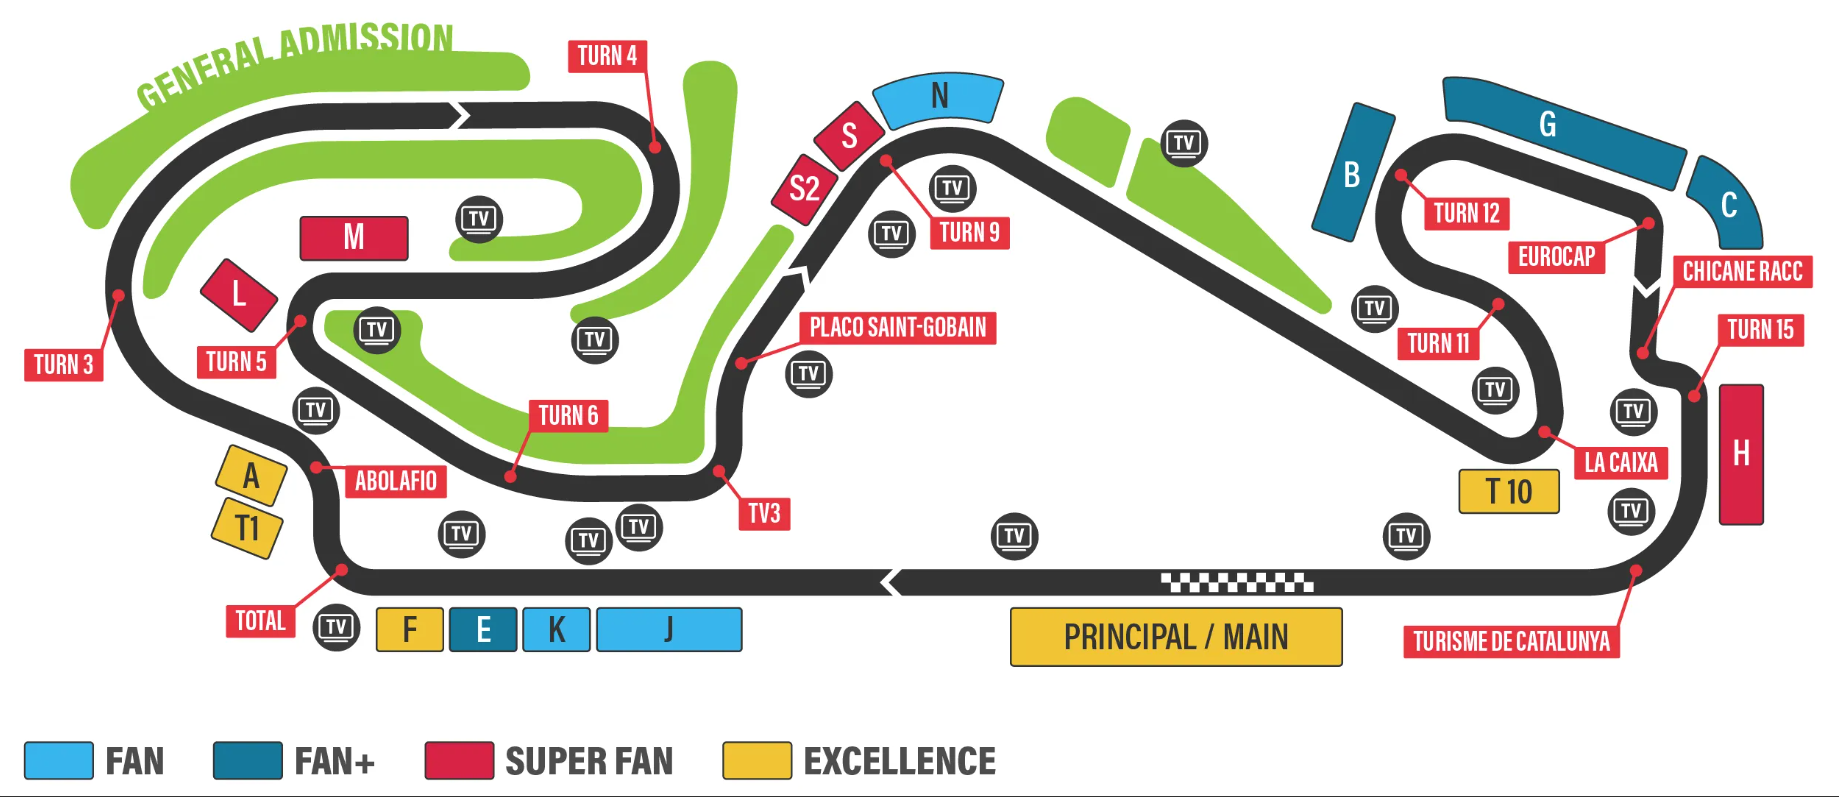 GENERAL ADMISSION
TURN 4
N
S
S2
TV
TV
TV
TURN 9
TV
M
L
TURN 3
TURN 5
TV
TV
TV
PLACO SAINT-GOBAIN
TV
TURN 6
TV
A
T1
ABOLAFIO
TV3
TV
TV
TV
TOTAL
TV
F
E
K
J
TV
PRINCIPAL / MAIN
TV
B
G
C
TURN 12
EUROCAP
CHICANE RACC
TURN 15
TV
TURN 11
TV
TV
H
LA CAIXA
T 10
TV
TURISME DE CATALUNYA
FAN
FAN+
SUPER FAN
EXCELLENCE